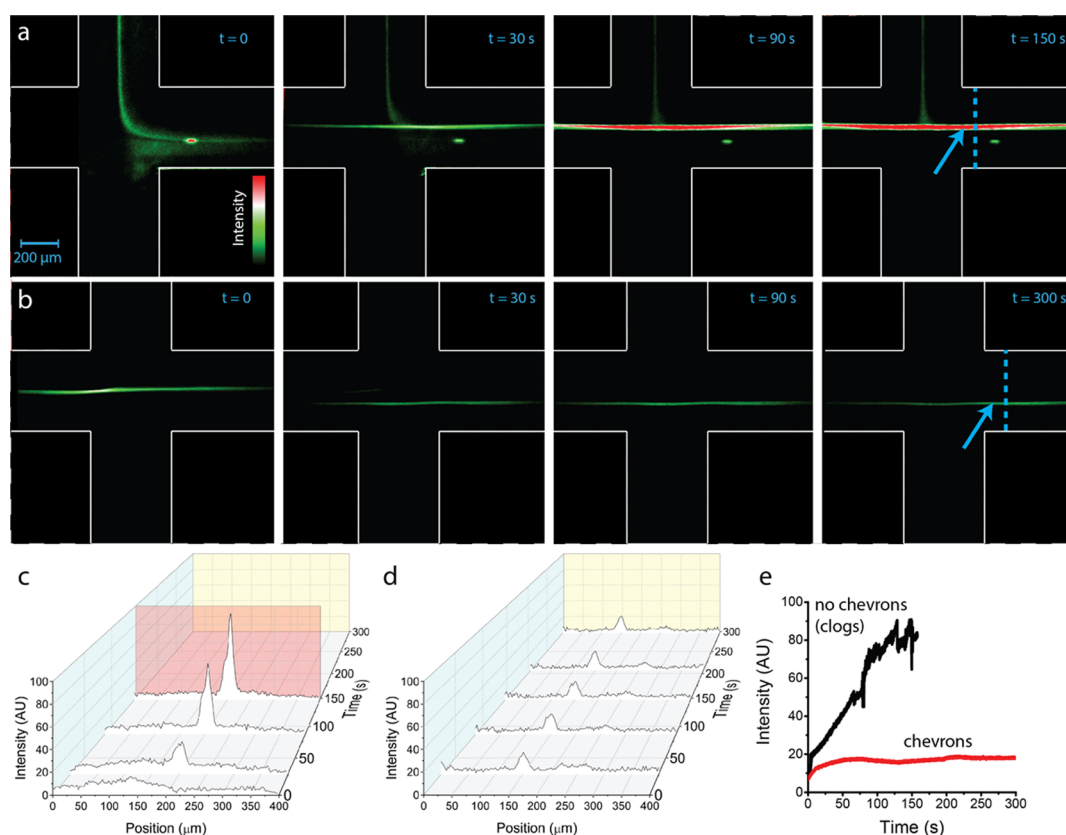 a
t = 0
t = 30 s
t = 90 s
t = 150 s
Intensity
200 μm
b
t = 0
t = 30 s
t = 90 s
t = 300 s
c
d
e
100
80
60
40
20
0
Intensity (AU)
0 50 100 150 200 250 300 350 400
Position (μm)
0
50
100
150
200
250
300
Time (s)
100
80
60
40
20
0
Intensity (AU)
0 50 100 150 200 250 300 350 400
Position (μm)
0
50
100
150
200
250
300
Time (s)
100
80
60
40
20
0
Intensity (AU)
no chevrons
(clogs)
chevrons
0 50 100 150 200 250 300
Time (s)